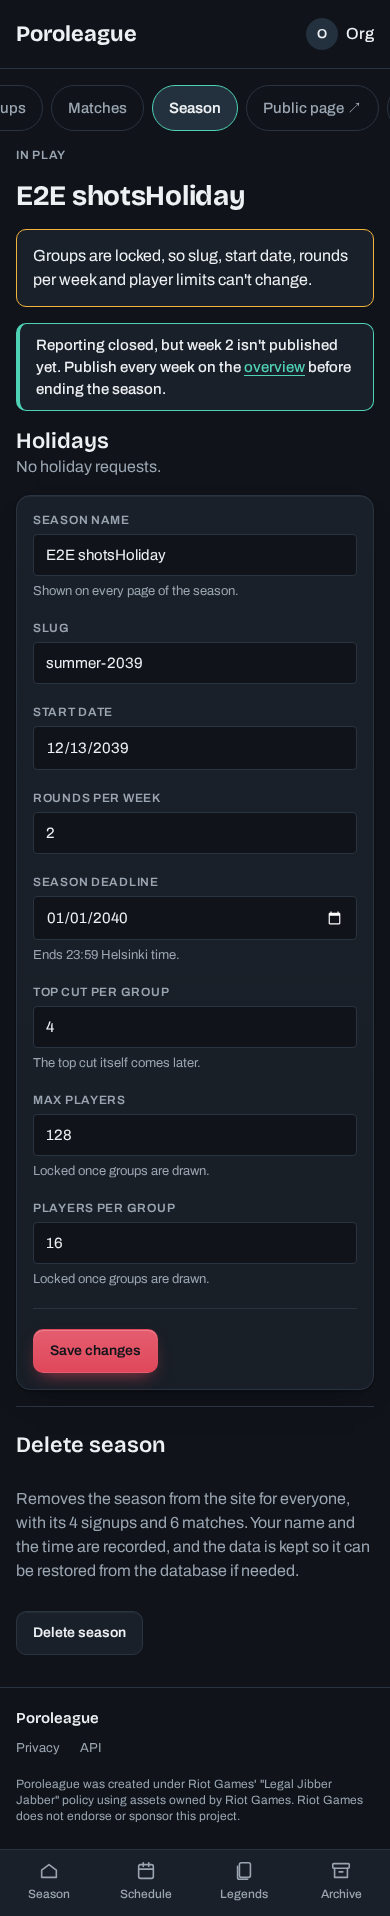 Poroleague
O Org
ups Matches Season Public page ↗
IN PLAY
E2E shotsHoliday
Groups are locked, so slug, start date, rounds
per week and player limits can't change.
Reporting closed, but week 2 isn't published
yet. Publish every week on the overview before
ending the season.
Holidays
No holiday requests.
SEASON NAME
E2E shotsHoliday
Shown on every page of the season.
SLUG
summer-2039
START DATE
12/13/2039
ROUNDS PER WEEK
2
SEASON DEADLINE
01/01/2040
Ends 23:59 Helsinki time.
TOP CUT PER GROUP
4
The top cut itself comes later.
MAX PLAYERS
128
Locked once groups are drawn.
PLAYERS PER GROUP
16
Locked once groups are drawn.
Save changes
Delete season
Removes the season from the site for everyone,
with its 4 signups and 6 matches. Your name and
the time are recorded, and the data is kept so it can
be restored from the database if needed.
Delete season
Poroleague
Privacy API
Poroleague was created under Riot Games' "Legal Jibber
Jabber" policy using assets owned by Riot Games. Riot Games
does not endorse or sponsor this project.
Season Schedule Legends Archive